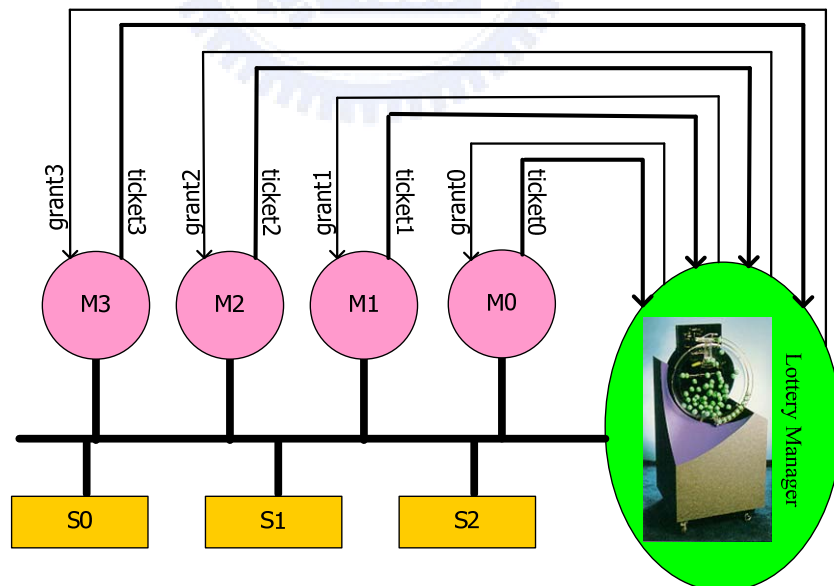 grant3
ticket3
grant2
ticket2
grant1
ticket1
grant0
ticket0
M3
M2
M1
M0
Lottery Manager
S0
S1
S2